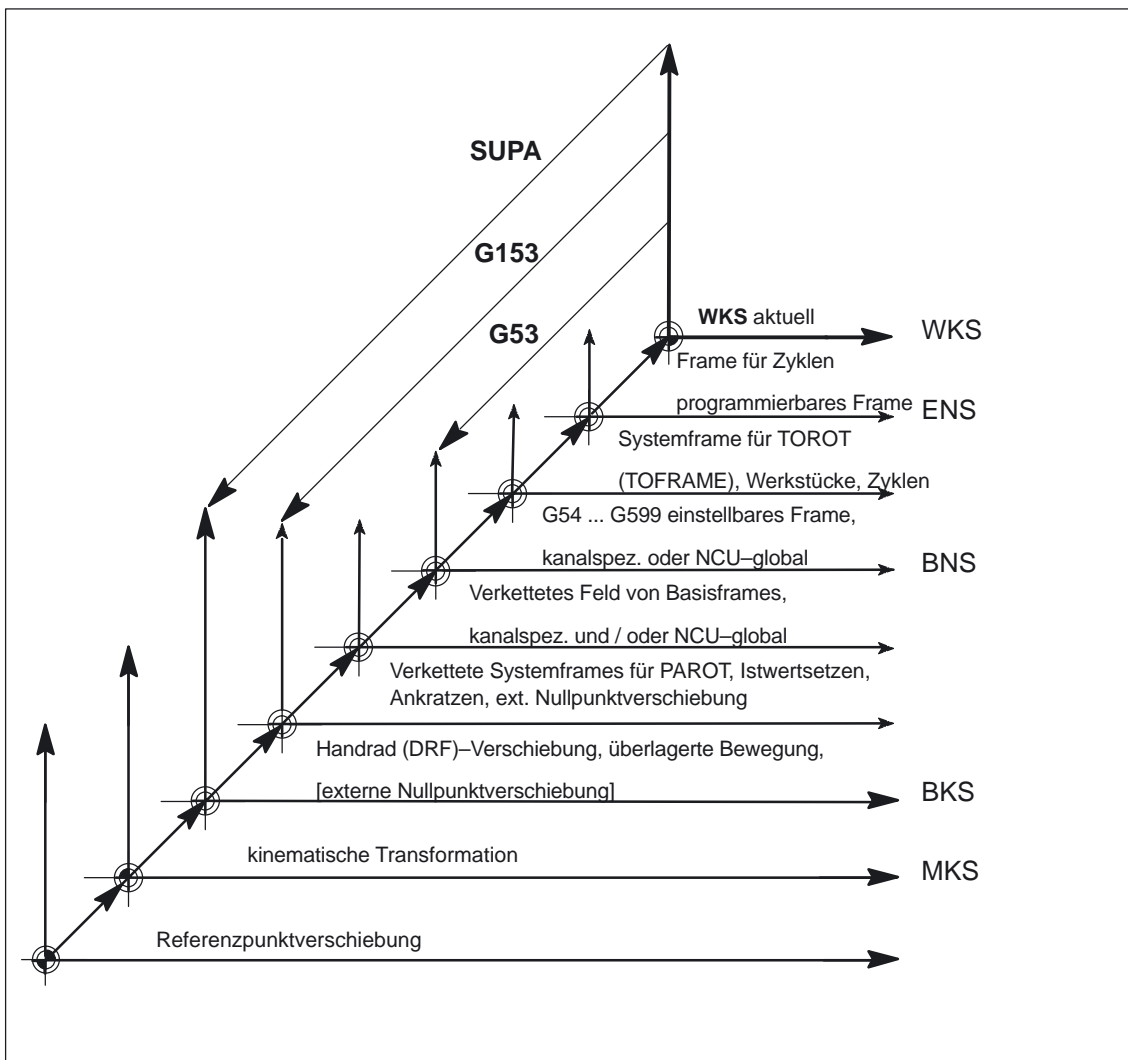 SUPA
G153
G53
WKS aktuell
WKS
Frame für Zyklen
programmierbares Frame
ENS
Systemframe für TOROT
(TOFRAME), Werkstücke, Zyklen
G54 ... G599 einstellbares Frame,
kanalspez. oder NCU–global
BNS
Verkettetes Feld von Basisframes,
kanalspez. und / oder NCU–global
Verkettete Systemframes für PAROT, Istwertsetzen,
Ankratzen, ext. Nullpunktverschiebung
Handrad (DRF)–Verschiebung, überlagerte Bewegung,
[externe Nullpunktverschiebung]
BKS
kinematische Transformation
MKS
Referenzpunktverschiebung